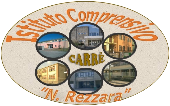 Istituto Comprensivo
CARRÈ
"N. Rezzara"